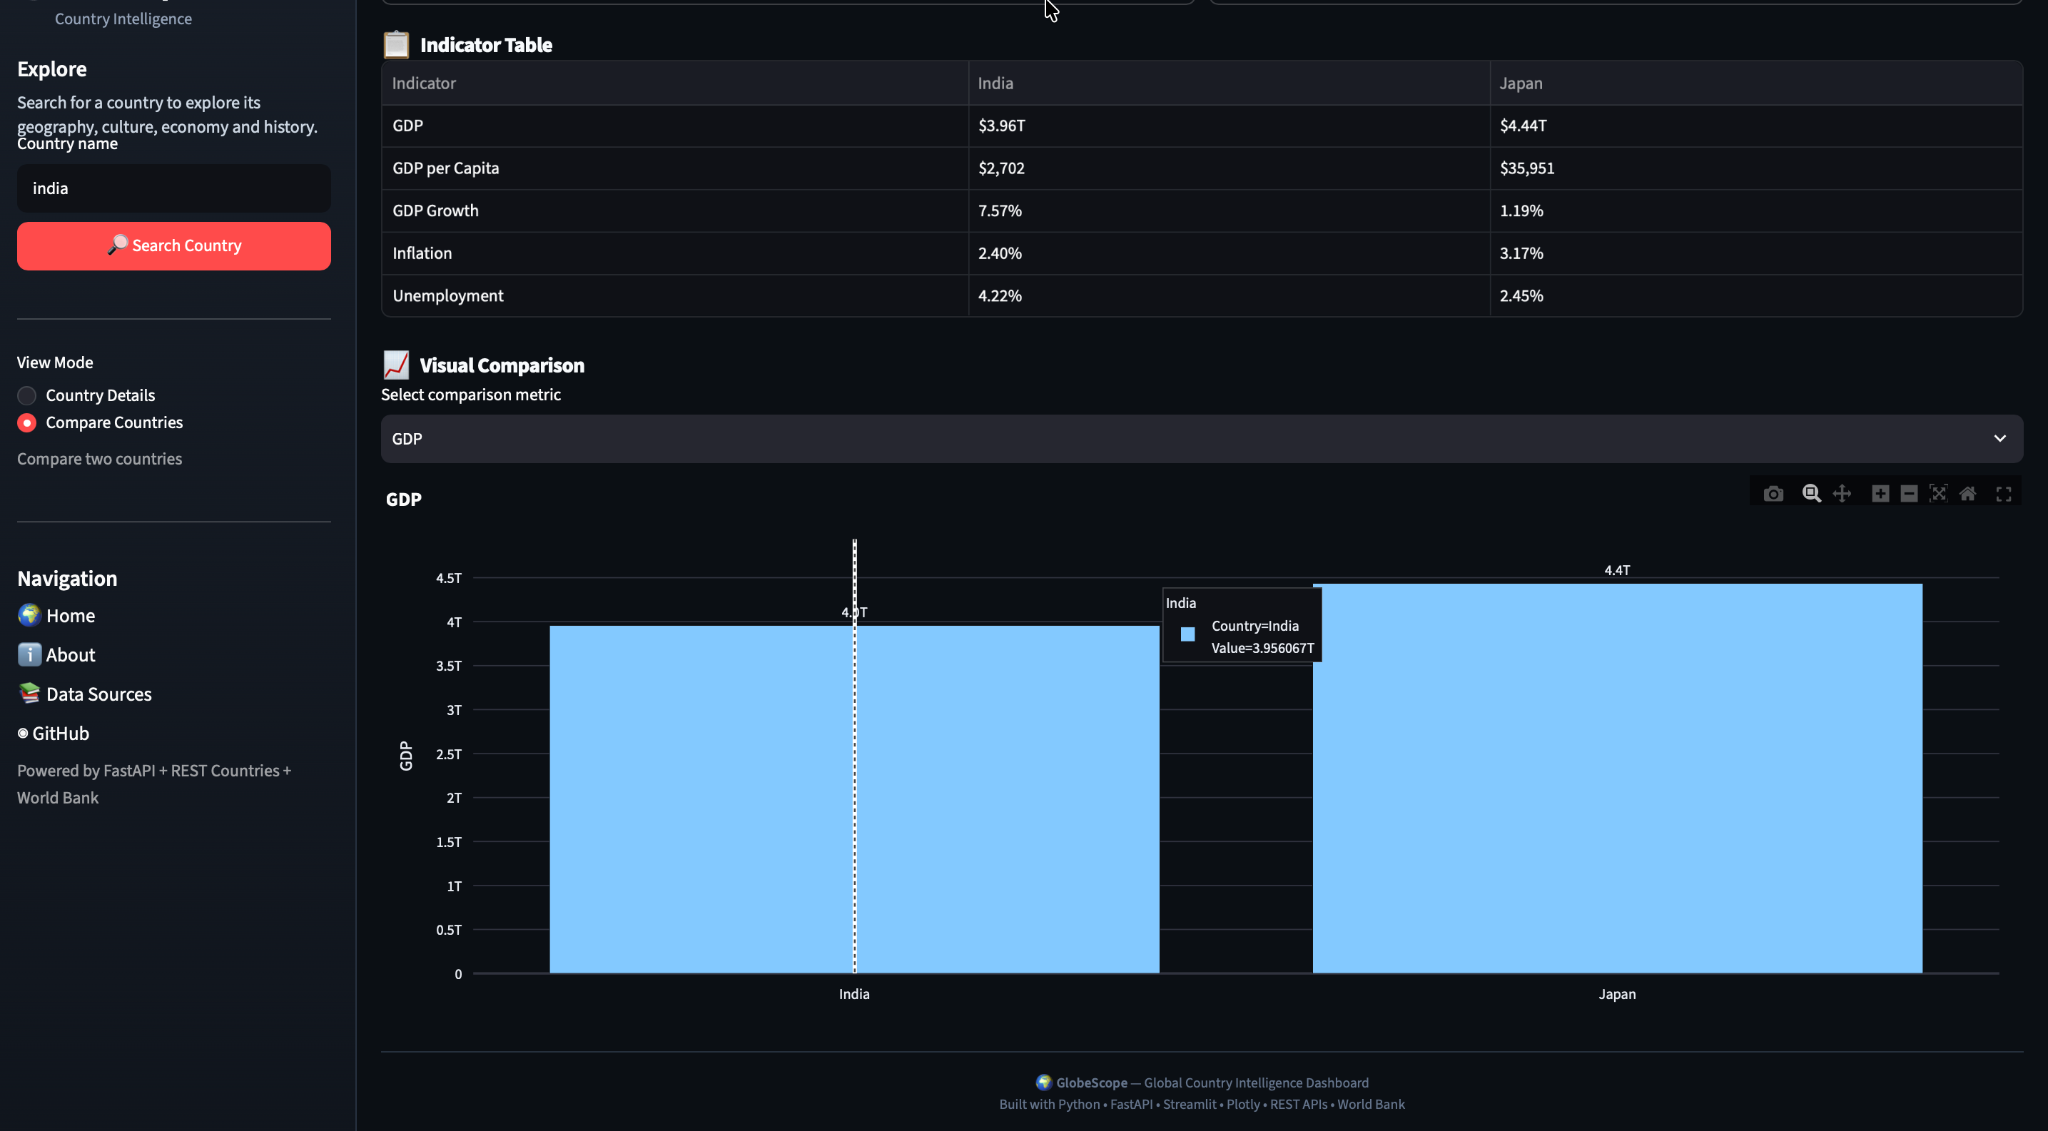 Country Intelligence
Explore
Search for a country to explore its
geography, culture, economy and history.
Country name
india
Search Country
View Mode
Country Details
Compare Countries
Compare two countries
Navigation
Home
About
Data Sources
GitHub
Powered by FastAPI + REST Countries +
World Bank
Indicator Table
Indicator India Japan
GDP $3.96T $4.44T
GDP per Capita $2,702 $35,951
GDP Growth 7.57% 1.19%
Inflation 2.40% 3.17%
Unemployment 4.22% 2.45%
Visual Comparison
Select comparison metric
GDP
GDP
4.5T
4T
3.5T
3T
2.5T
2T
1.5T
1T
0.5T
0
GDP
4.0T
4.4T
India
Country=India
Value=3.956067T
India
Japan
GlobeScope — Global Country Intelligence Dashboard
Built with Python • FastAPI • Streamlit • Plotly • REST APIs • World Bank